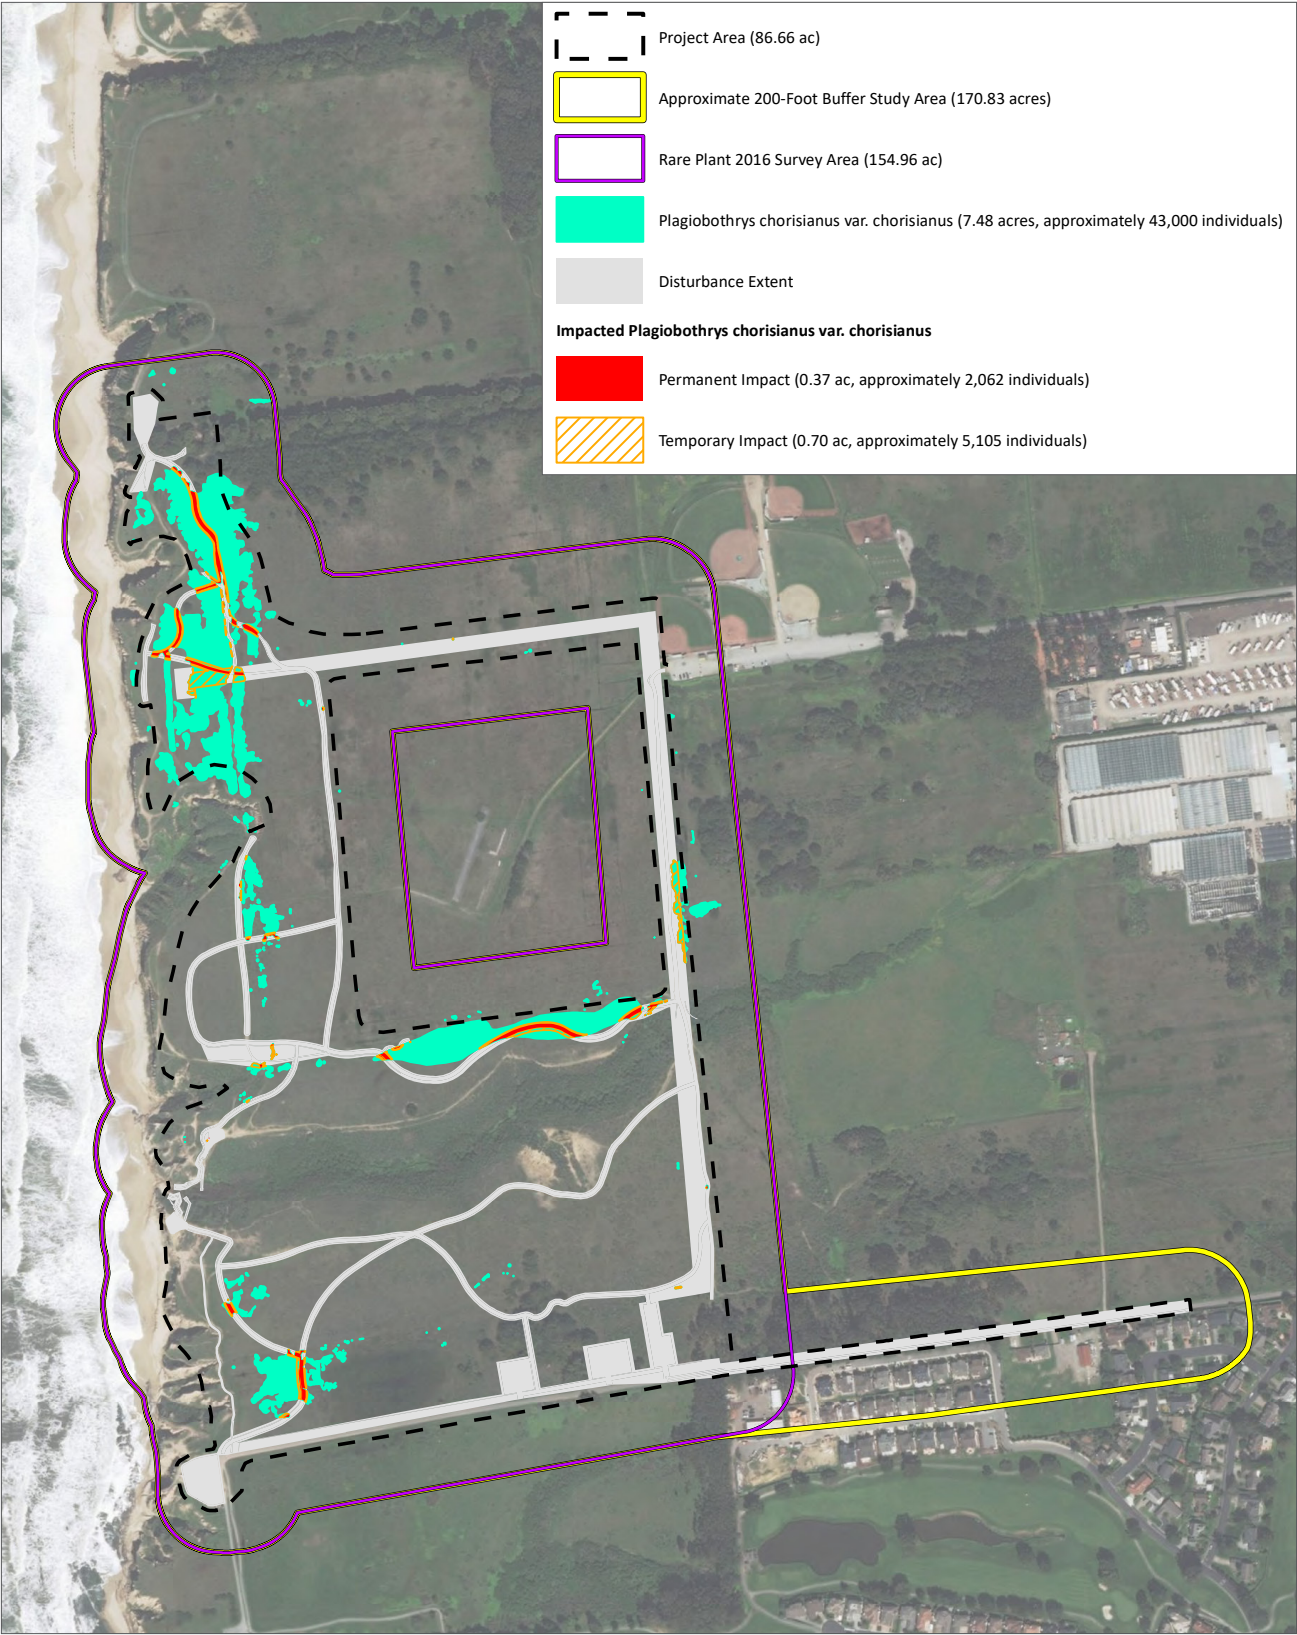 Project Area (86.66 ac)
Approximate 200-Foot Buffer Study Area (170.83 acres)
Rare Plant 2016 Survey Area (154.96 ac)
Plagiobothrys chorisianus var. chorisianus (7.48 acres, approximately 43,000 individuals)
Disturbance Extent
Impacted Plagiobothrys chorisianus var. chorisianus
Permanent Impact (0.37 ac, approximately 2,062 individuals)
Temporary Impact (0.70 ac, approximately 5,105 individuals)